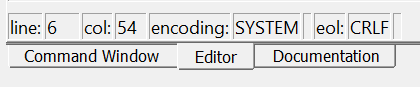 line: 6 col: 54 encoding: SYSTEM eol: CRLF
Command Window Editor Documentation